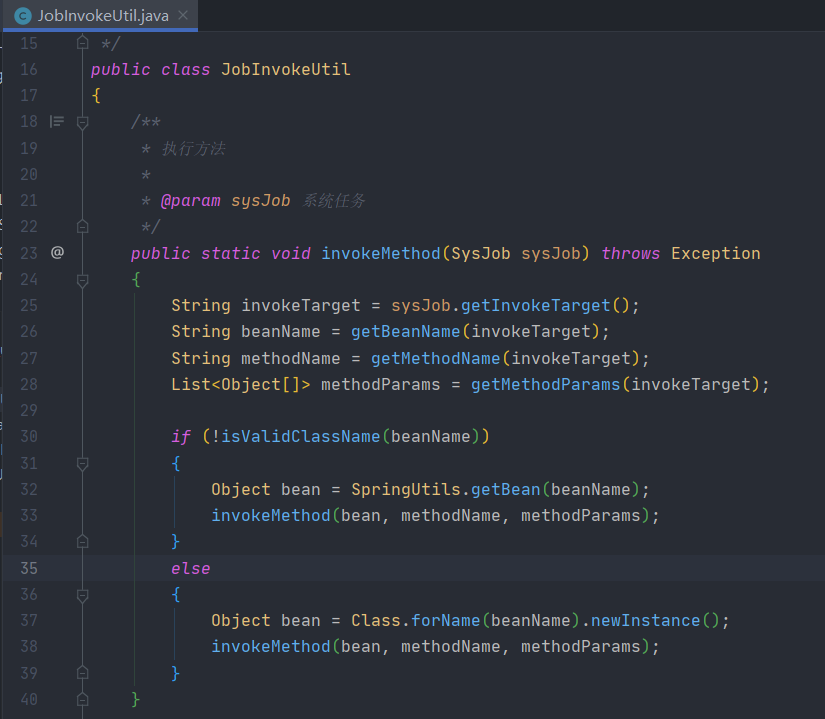 JobInvokeUtil.java
15 */
16 public class JobInvokeUtil
17 {
18 /**
19 * 执行方法
20 *
21 * @param sysJob 系统任务
22 */
23 @ public static void invokeMethod(SysJob sysJob) throws Exception
24 {
25 String invokeTarget = sysJob.getInvokeTarget();
26 String beanName = getBeanName(invokeTarget);
27 String methodName = getMethodName(invokeTarget);
28 List<Object[]> methodParams = getMethodParams(invokeTarget);
29
30 if (!isValidClassName(beanName))
31 {
32 Object bean = SpringUtils.getBean(beanName);
33 invokeMethod(bean, methodName, methodParams);
34 }
35 else
36 {
37 Object bean = Class.forName(beanName).newInstance();
38 invokeMethod(bean, methodName, methodParams);
39 }
40 }